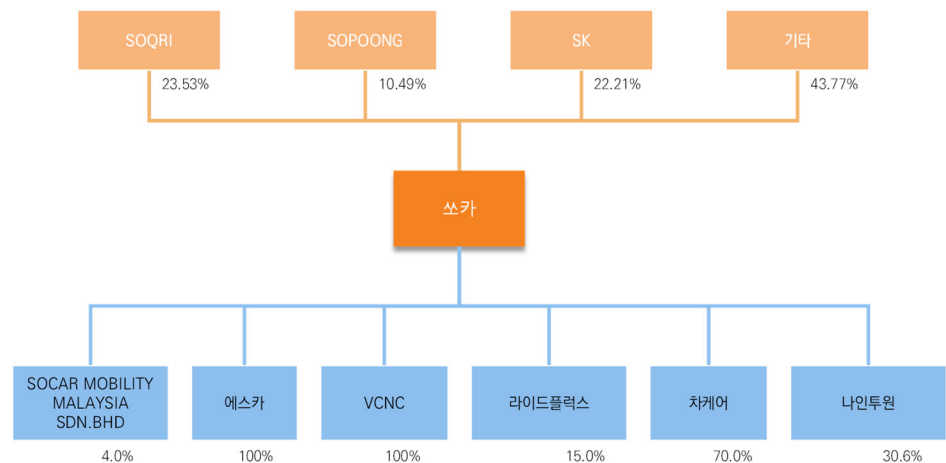 SOQRI
SOPOONG
SK
기타
23.53%
10.49%
22.21%
43.77%
쏘카
SOCAR MOBILITY
MALAYSIA
SDN.BHD
에스카
VCNC
라이드플럭스
차케어
나인투원
4.0%
100%
100%
15.0%
70.0%
30.6%